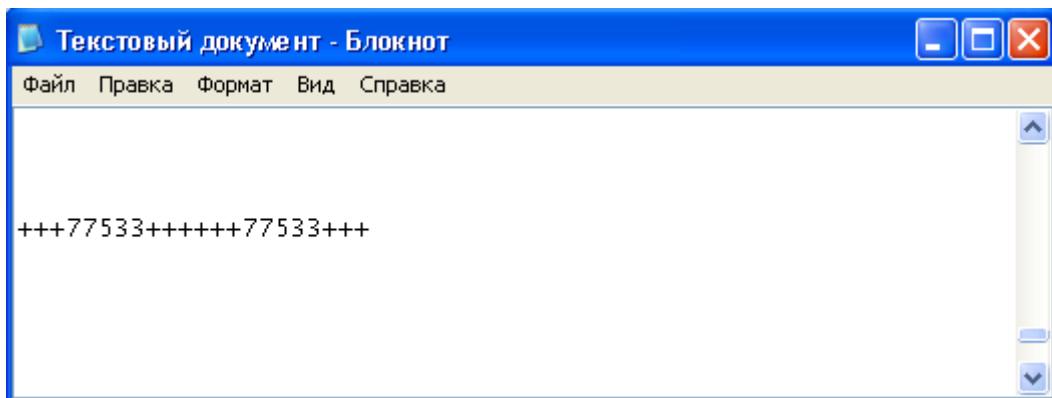 Текстовый документ - Блокнот
Файл Правка Формат Вид Справка
+++77533++++++77533+++